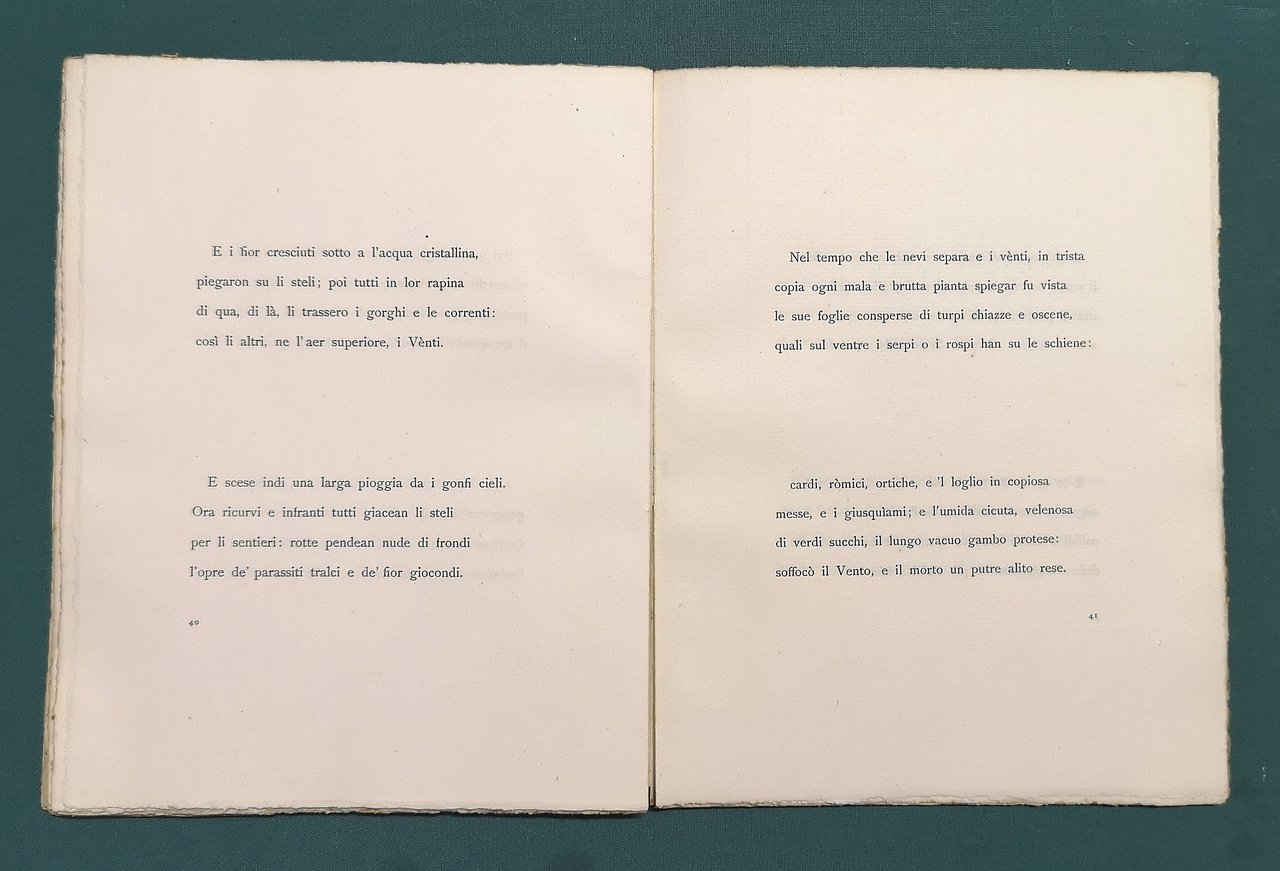 E i fior cresciuti sotto a l'acqua cristallina,
piegaron su li steli; poi tutti in lor rapina
di qua, di là, li trassero i gorghi e le correnti:
così li altri, ne l'aer superiore, i Vènti.
E scese indi una larga pioggia da i gonfi cieli.
Ora ricurvi e infranti tutti giacean li steli
per li sentieri: rotte pendean nude di frondi
l'opre de' parassiti tralci e de' fior giocondi.
40
Nel tempo che le nevi separa e i vènti, in trista
copia ogni mala e brutta pianta spiegar fu vista
le sue foglie consperse di turpi chiazze e oscene,
quali sul ventre i serpi o i rospi han su le schiene:
cardi, ròmici, ortiche, e 'l loglio in copiosa
messe, e i giusquìami; e l'umida cicuta, velenosa
di verdi succhi, il lungo vacuo gambo protese:
soffocò il Vento, e il morto un putre alito rese.
41